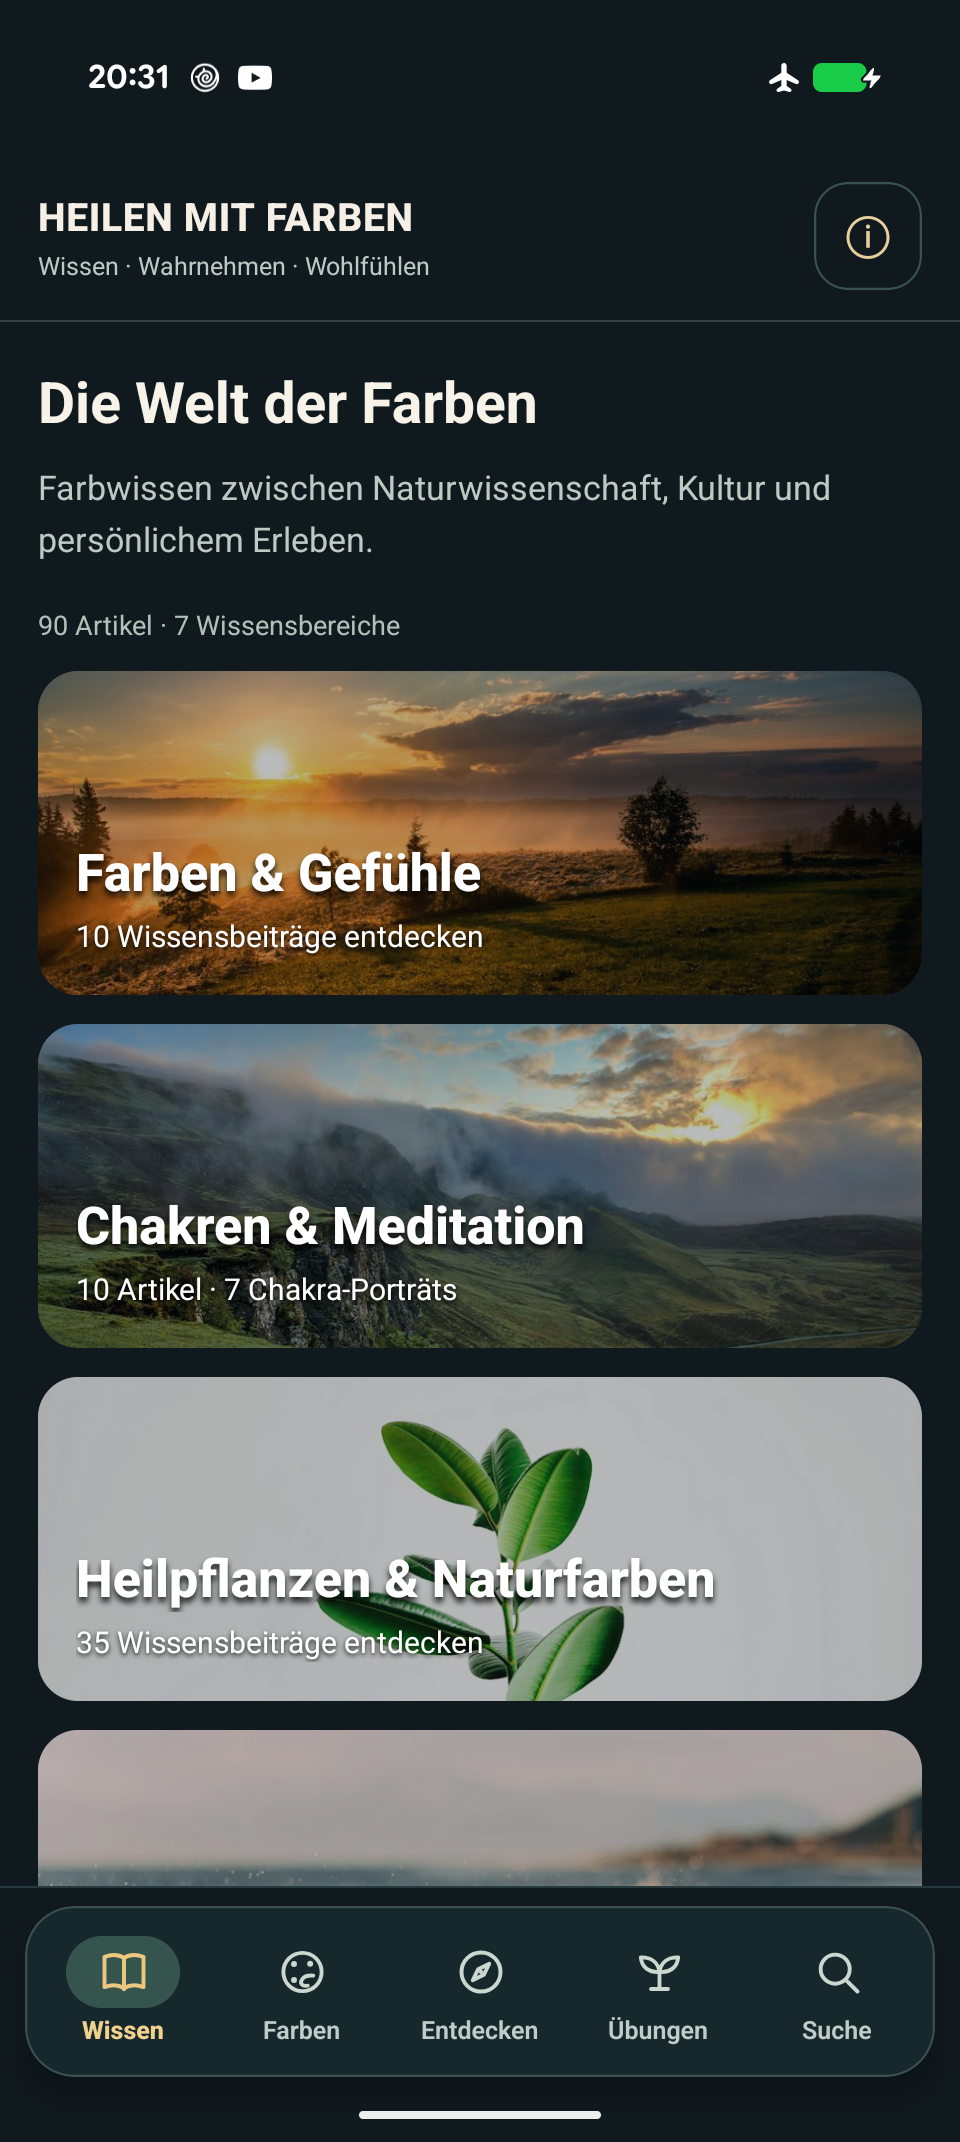 20:31
HEILEN MIT FARBEN
Wissen · Wahrnehmen · Wohlfühlen
Die Welt der Farben
Farbwissen zwischen Naturwissenschaft, Kultur und
persönlichem Erleben.
90 Artikel · 7 Wissensbereiche
Farben & Gefühle
10 Wissensbeiträge entdecken
Chakren & Meditation
10 Artikel · 7 Chakra-Porträts
Heilpflanzen & Naturfarben
35 Wissensbeiträge entdecken
Wissen
Farben
Entdecken
Übungen
Suche